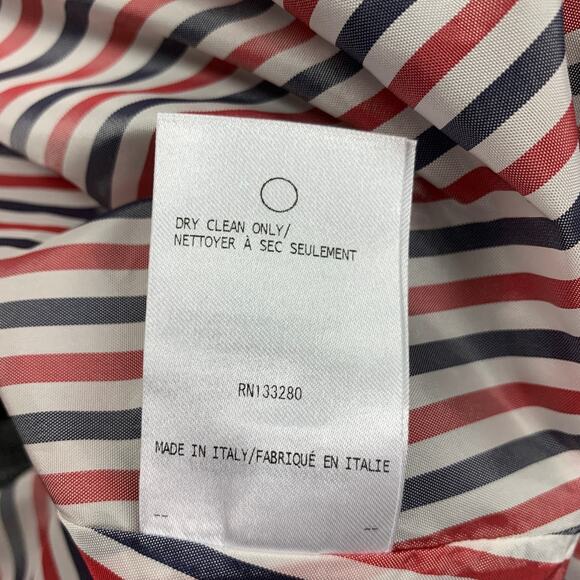 DRY CLEAN ONLY/
NETTOYER À SEC SEULEMENT
RN133280
MADE IN ITALY/FABRIQUÉ EN ITALIE